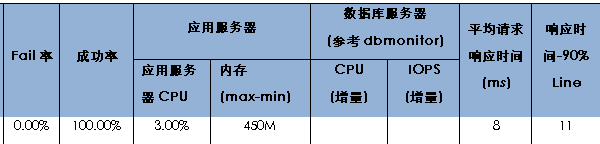 Fail 率
成功率
应用服务器
应用服务
器 CPU
内存
(max-min)
数据库服务器
(参考 dbmonitor)
CPU
(增量)
IOPS
(增量)
平均请求
响应时间
(ms)
响应时
间-90%
Line
0.00% 100.00% 3.00% 450M 8 11